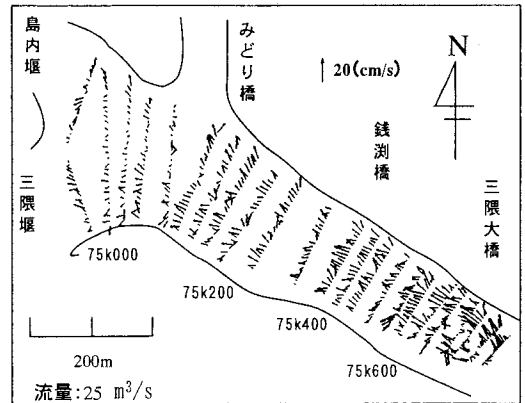 島内堰
みどり橋
20(cm/s)
N
銭渕橋
三隈大橋
三隈堰
75k000
75k200
75k400
75k600
200m
流量:25 m³/s